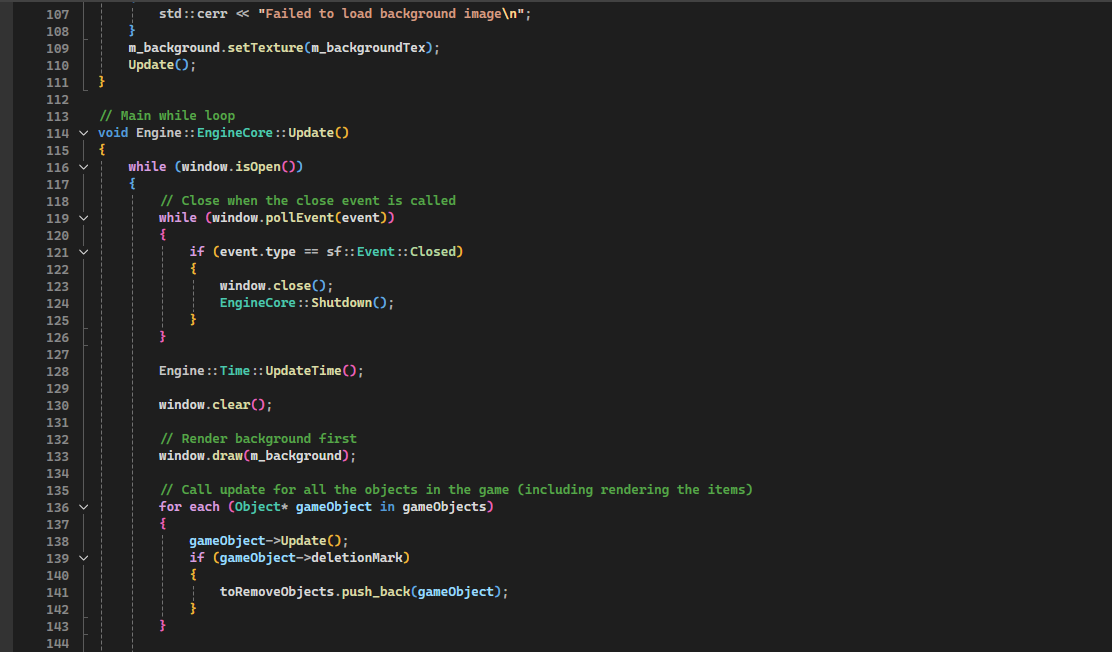 107 std::cerr << "Failed to load background image\n";
108 }
109 m_background.setTexture(m_backgroundTex);
110 Update();
111 }
112
113 // Main while loop
114 void Engine::EngineCore::Update()
115 {
116 while (window.isOpen())
117 {
118 // Close when the close event is called
119 while (window.pollEvent(event))
120 {
121 if (event.type == sf::Event::Closed)
122 {
123 window.close();
124 EngineCore::Shutdown();
125 }
126 }
127
128 Engine::Time::UpdateTime();
129
130 window.clear();
131
132 // Render background first
133 window.draw(m_background);
134
135 // Call update for all the objects in the game (including rendering the items)
136 for each (Object* gameObject in gameObjects)
137 {
138 gameObject->Update();
139 if (gameObject->deletionMark)
140 {
141 toRemoveObjects.push_back(gameObject);
142 }
143 }
144